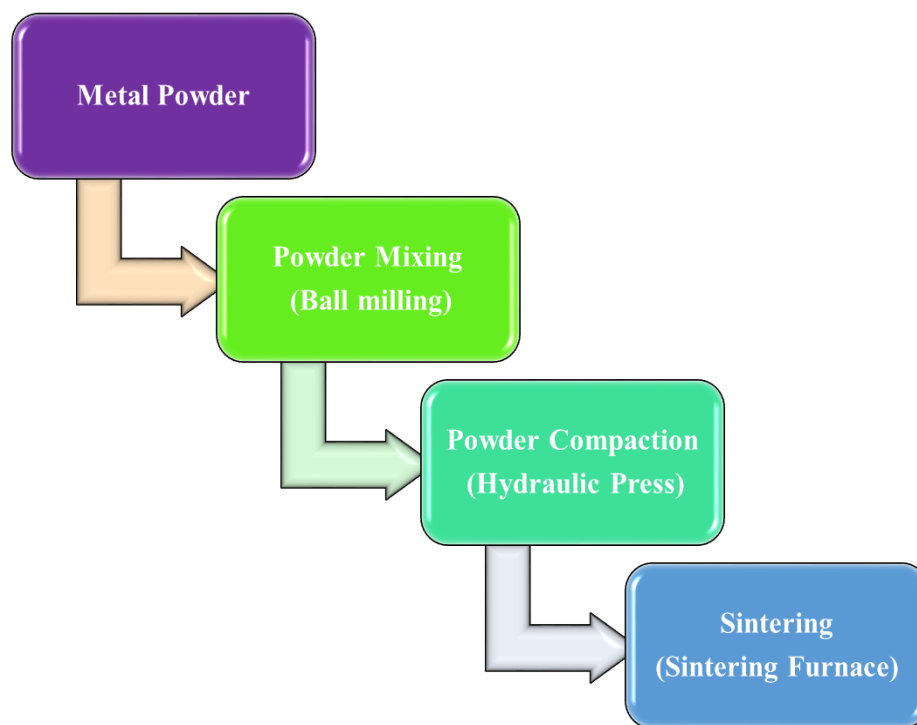 Metal Powder
Powder Mixing
(Ball milling)
Powder Compaction
(Hydraulic Press)
Sintering
(Sintering Furnace)